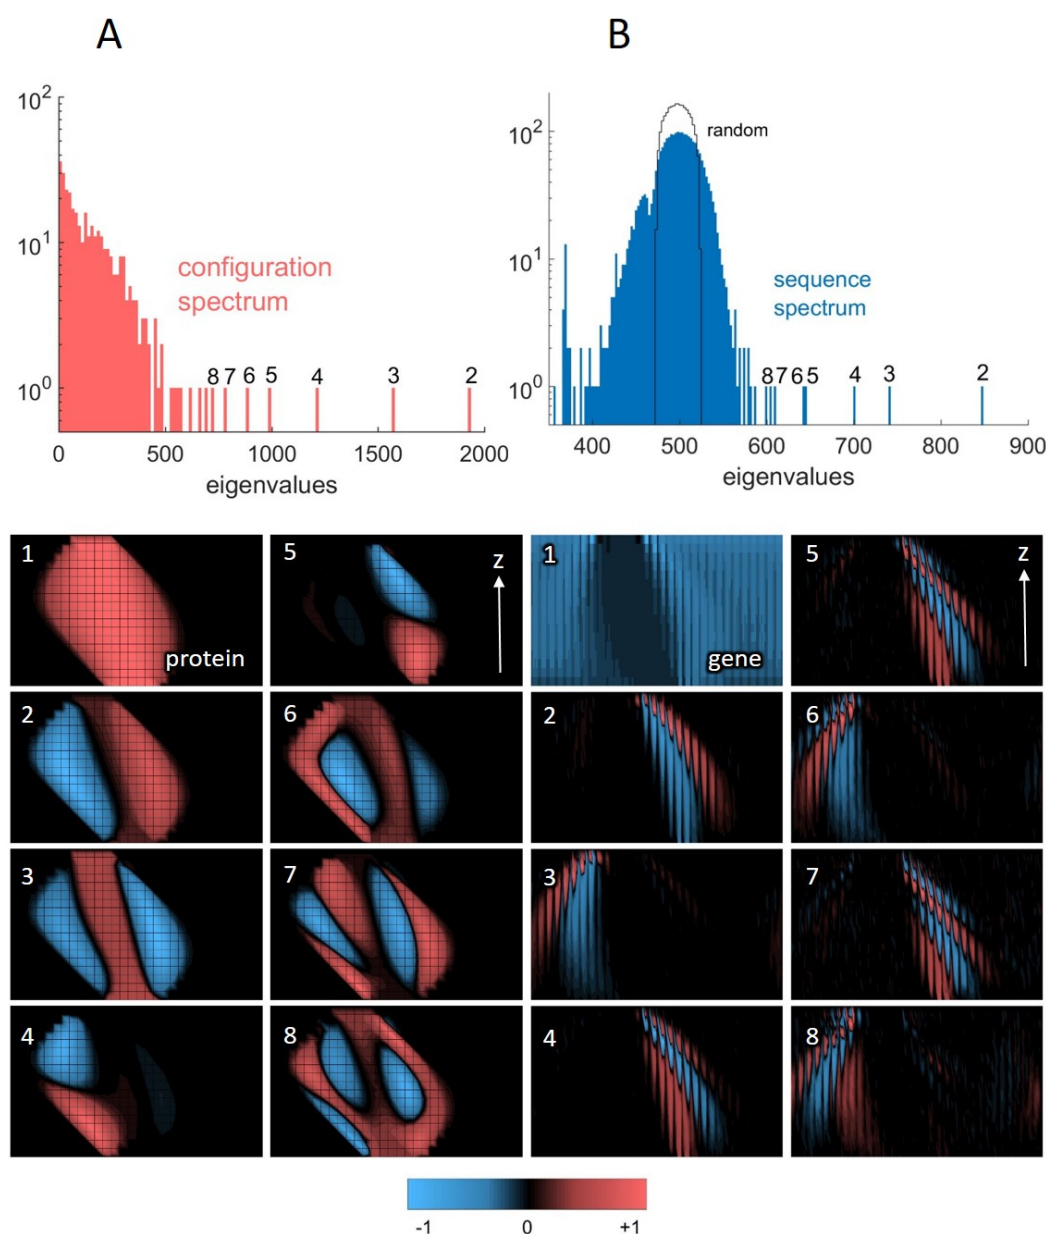 A
B
10²
10¹
10⁰
configuration
spectrum
8 7 6 5 4 3 2
0 500 1000 1500 2000
eigenvalues
10²
10¹
10⁰
random
sequence
spectrum
8 7 6 5 4 3 2
400 500 600 700 800 900
eigenvalues
1
protein
5
z
2
6
3
7
4
8
1
gene
5
z
2
6
3
7
4
8
-1 0 +1